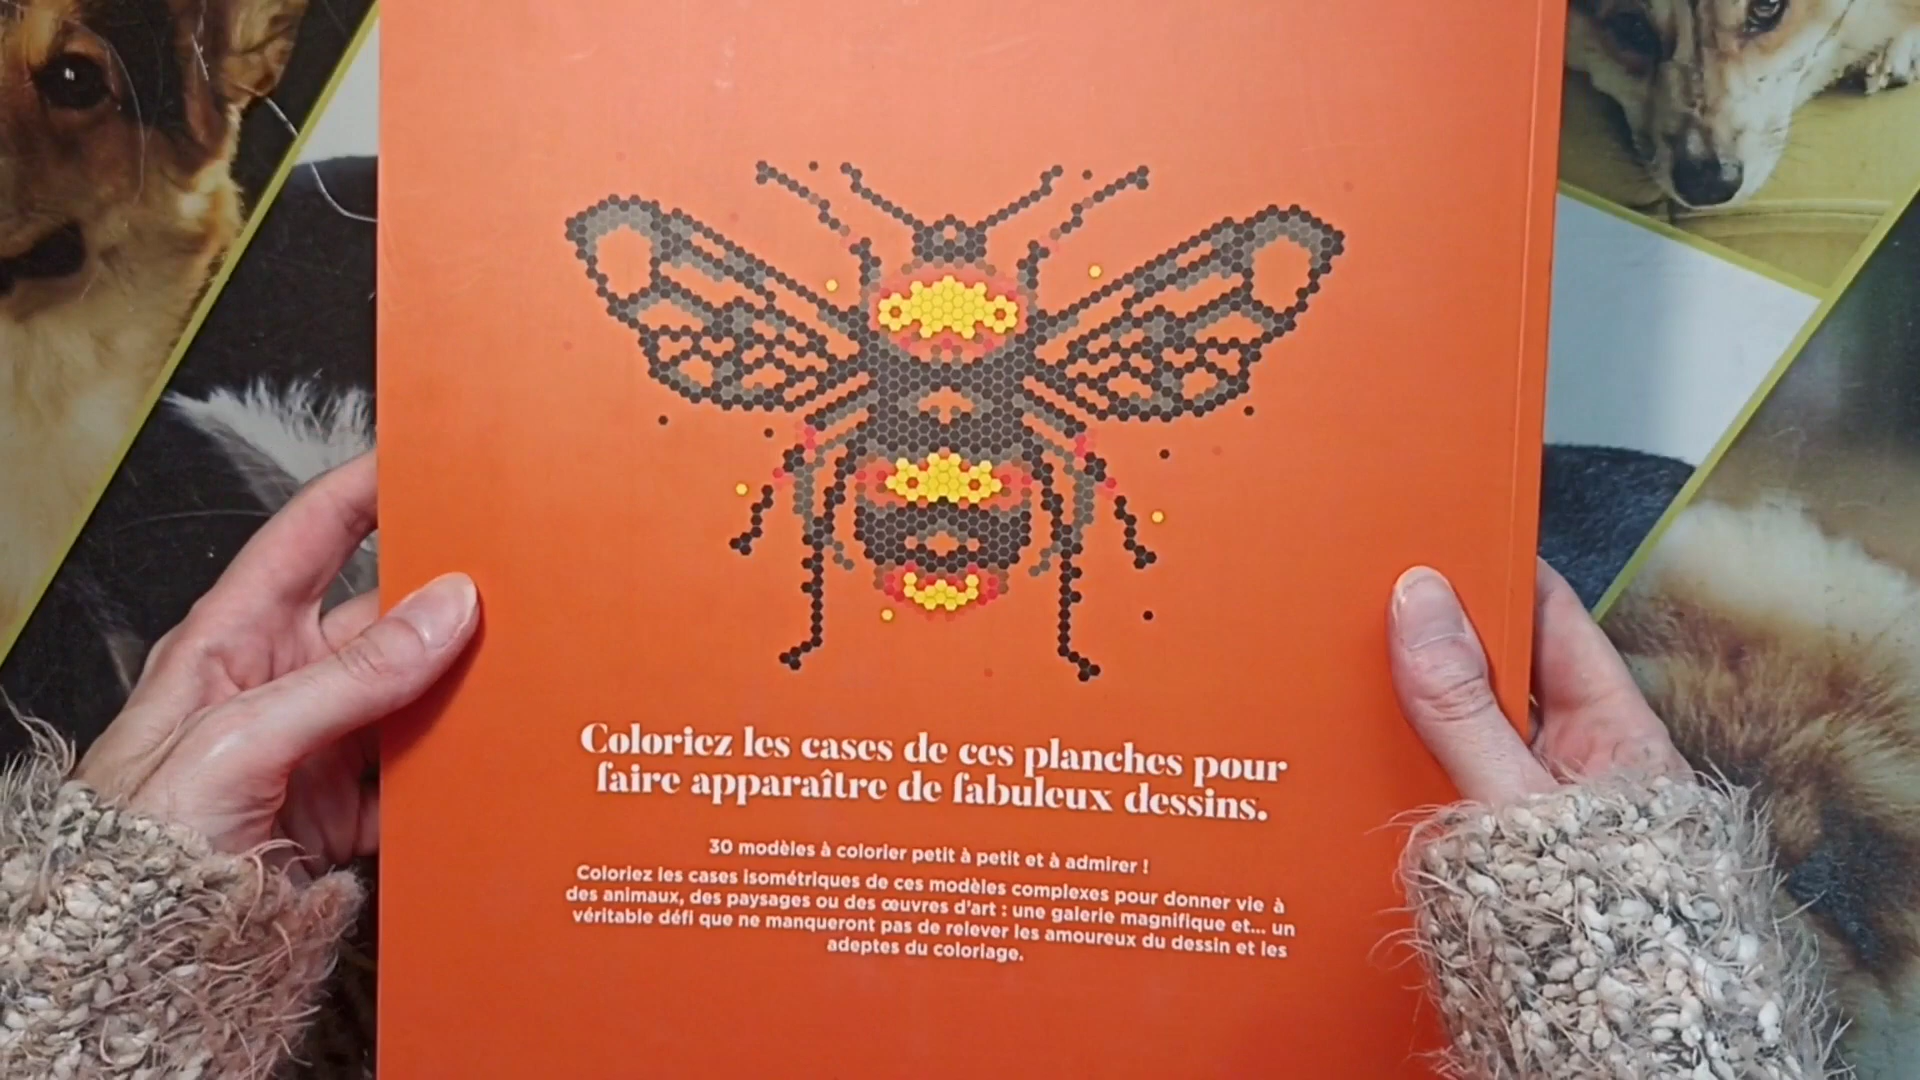 Coloriez les cases de ces planches pour
faire apparaître de fabuleux dessins.
30 modèles à colorier petit à petit et à admirer !
Coloriez les cases isométriques de ces modèles complexes pour donner vie à
des animaux, des paysages ou des œuvres d'art : une galerie magnifique et... un
véritable défi que ne manqueront pas de relever les amoureux du dessin et les
adeptes du coloriage.